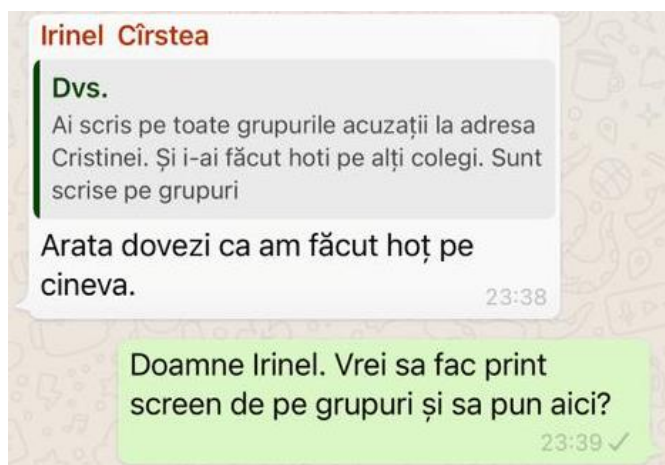 Irinel Cîrstea
Dvs.
Ai scris pe toate grupurile acuzații la adresa
Cristinei. Și i-ai făcut hoti pe alți colegi. Sunt
scrise pe grupuri
Arata dovezi ca am făcut hoț pe
cineva.
23:38
Doamne Irinel. Vrei sa fac print
screen de pe grupuri și sa pun aici?
23:39